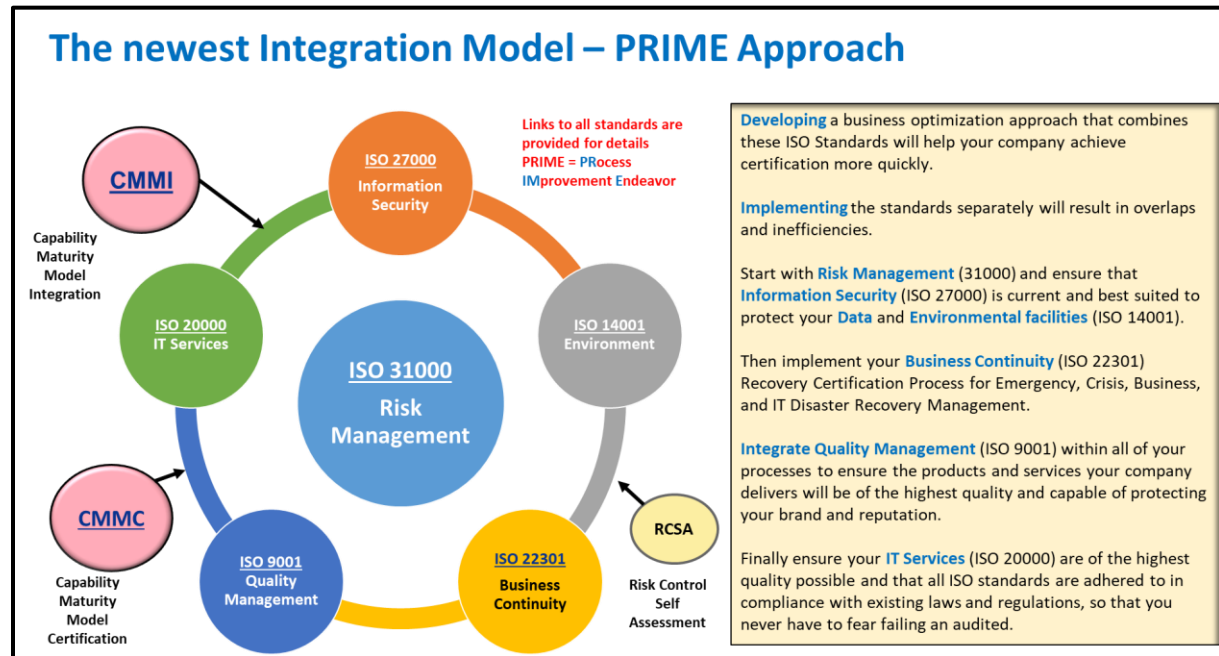 The newest Integration Model – PRIME Approach
CMMI
Capability
Maturity
Model
Integration
ISO 27000
Information
Security
Links to all standards are
provided for details
PRIME = PRocess
IMprovement Endeavor
ISO 20000
IT Services
ISO 14001
Environment
ISO 31000
Risk
Management
CMMC
Capability
Maturity
Model
Certification
ISO 9001
Quality
Management
ISO 22301
Business
Continuity
RCSA
Risk Control
Self
Assessment
Developing a business optimization approach that combines
these ISO Standards will help your company achieve
certification more quickly.
Implementing the standards separately will result in overlaps
and inefficiencies.
Start with Risk Management (31000) and ensure that
Information Security (ISO 27000) is current and best suited to
protect your Data and Environmental facilities (ISO 14001).
Then implement your Business Continuity (ISO 22301)
Recovery Certification Process for Emergency, Crisis, Business,
and IT Disaster Recovery Management.
Integrate Quality Management (ISO 9001) within all of your
processes to ensure the products and services your company
delivers will be of the highest quality and capable of protecting
your brand and reputation.
Finally ensure your IT Services (ISO 20000) are of the highest
quality possible and that all ISO standards are adhered to in
compliance with existing laws and regulations, so that you
never have to fear failing an audited.